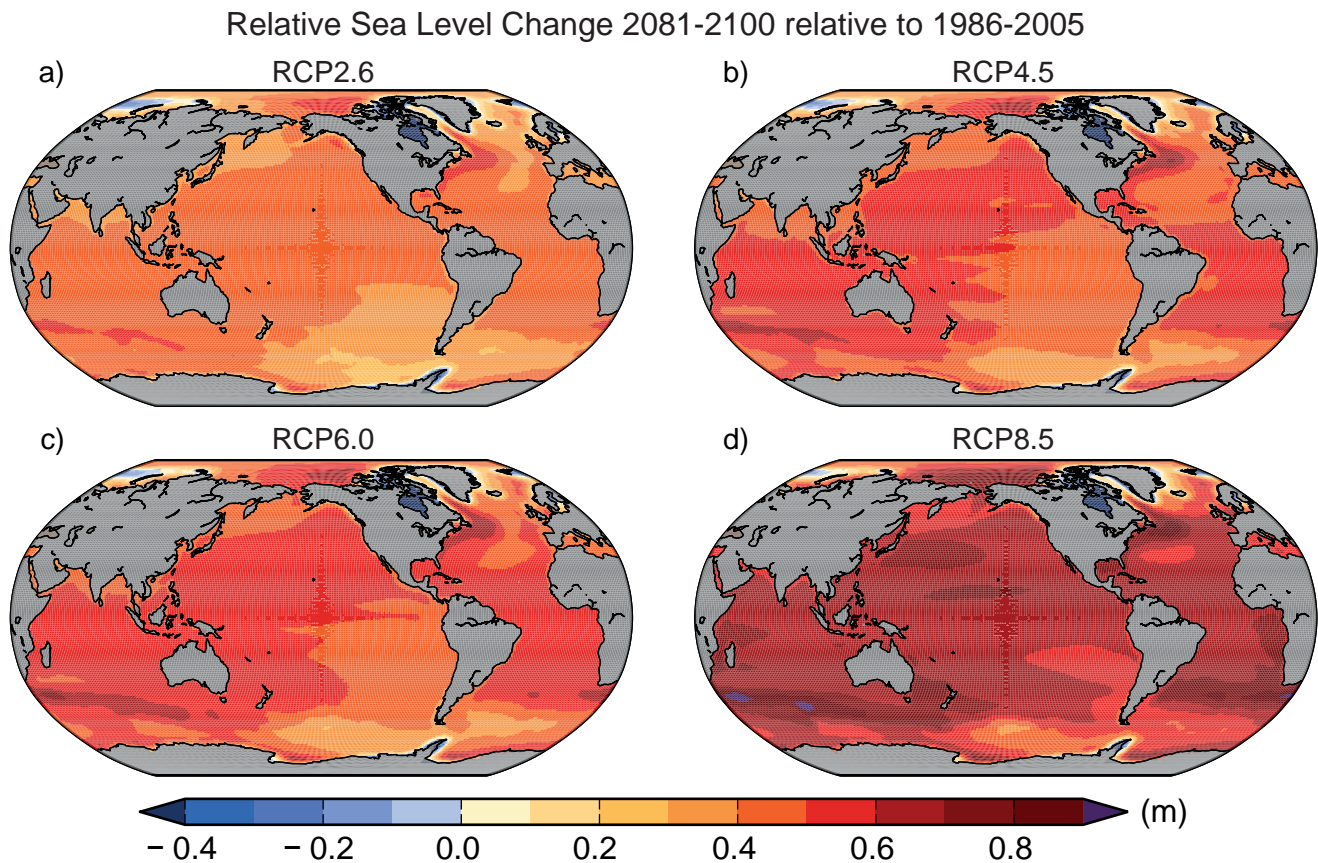 Relative Sea Level Change 2081-2100 relative to 1986-2005
a) RCP2.6
b) RCP4.5
c) RCP6.0
d) RCP8.5
(m)
− 0.4 − 0.2 0.0 0.2 0.4 0.6 0.8